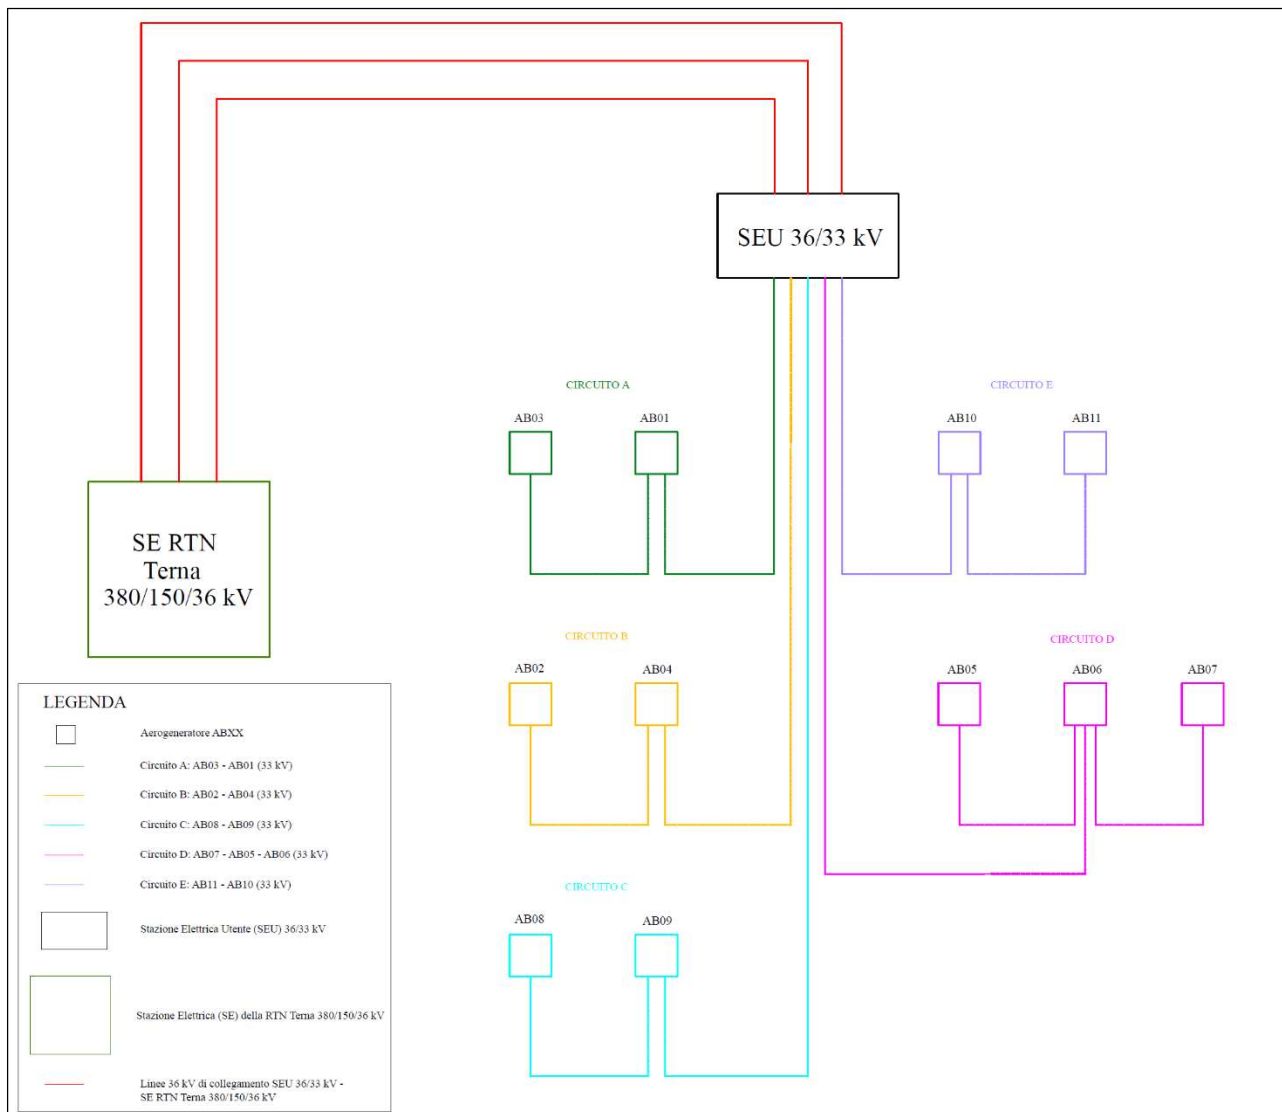 SEU 36/33 kV
CIRCUITO A
CIRCUITO E
AB03
AB01
AB10
AB11
SE RTN
Terna
380/150/36 kV
CIRCUITO B
CIRCUITO D
AB02
AB04
AB05
AB06
AB07
CIRCUITO C
AB08
AB09
LEGENDA
Aerogeneratore ABXX
Circuito A: AB03 - AB01 (33 kV)
Circuito B: AB02 - AB04 (33 kV)
Circuito C: AB08 - AB09 (33 kV)
Circuito D: AB07 - AB05 - AB06 (33 kV)
Circuito E: AB11 - AB10 (33 kV)
Stazione Elettrica Utente (SEU) 36/33 kV
Stazione Elettrica (SE) della RTN Terna 380/150/36 kV
Linee 36 kV di collegamento SEU 36/33 kV -
SE RTN Terna 380/150/36 kV